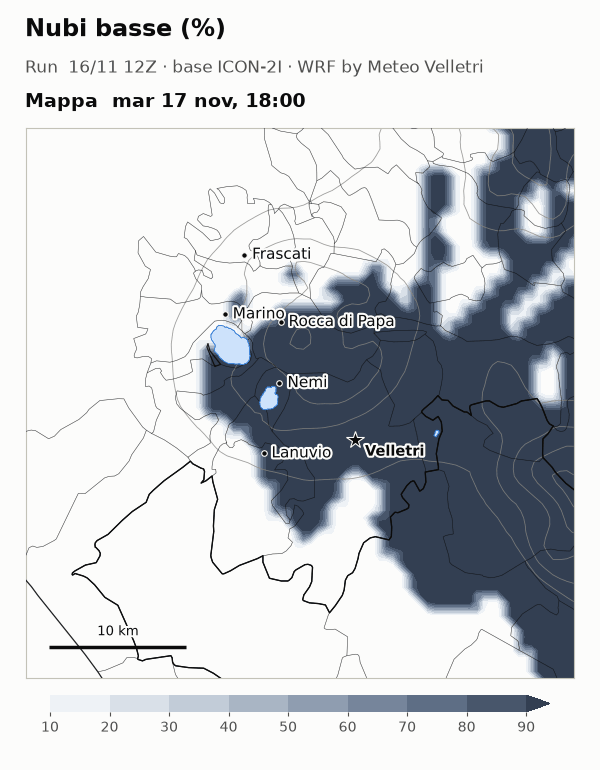 Nubi basse (%)
Run  16/11 12Z · base ICON-2I · WRF by Meteo Velletri
Mappa  mar 17 nov, 18:00
Frascati
Marino
Rocca di Papa
Nemi
Velletri
Lanuvio
10 km
10 20 30 40 50 60 70 80 90